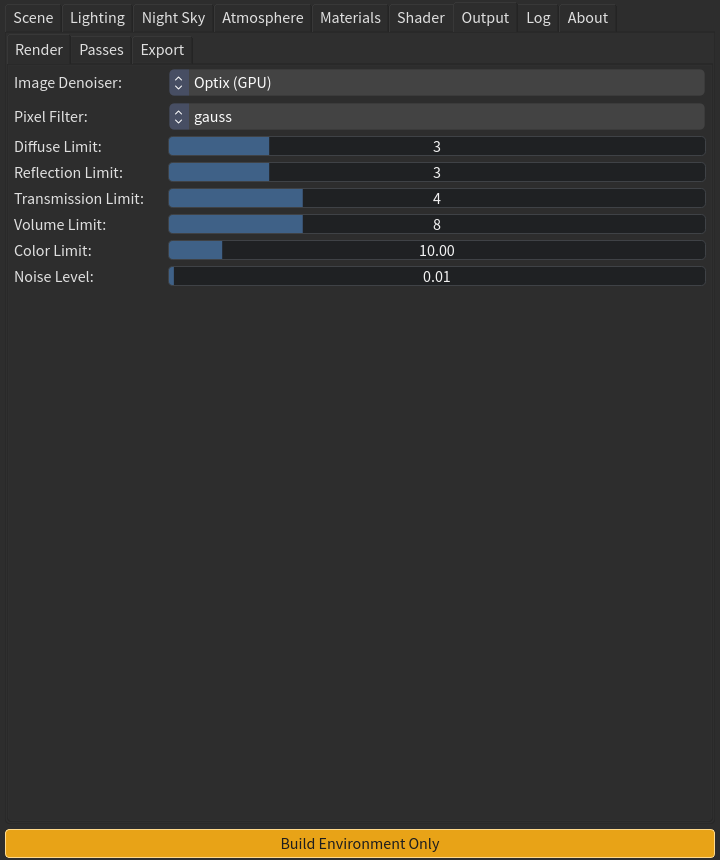 Scene Lighting Night Sky Atmosphere Materials Shader Output Log About
Render Passes Export
Image Denoiser: Optix (GPU)
Pixel Filter: gauss
Diffuse Limit: 3
Reflection Limit: 3
Transmission Limit: 4
Volume Limit: 8
Color Limit: 10.00
Noise Level: 0.01
Build Environment Only